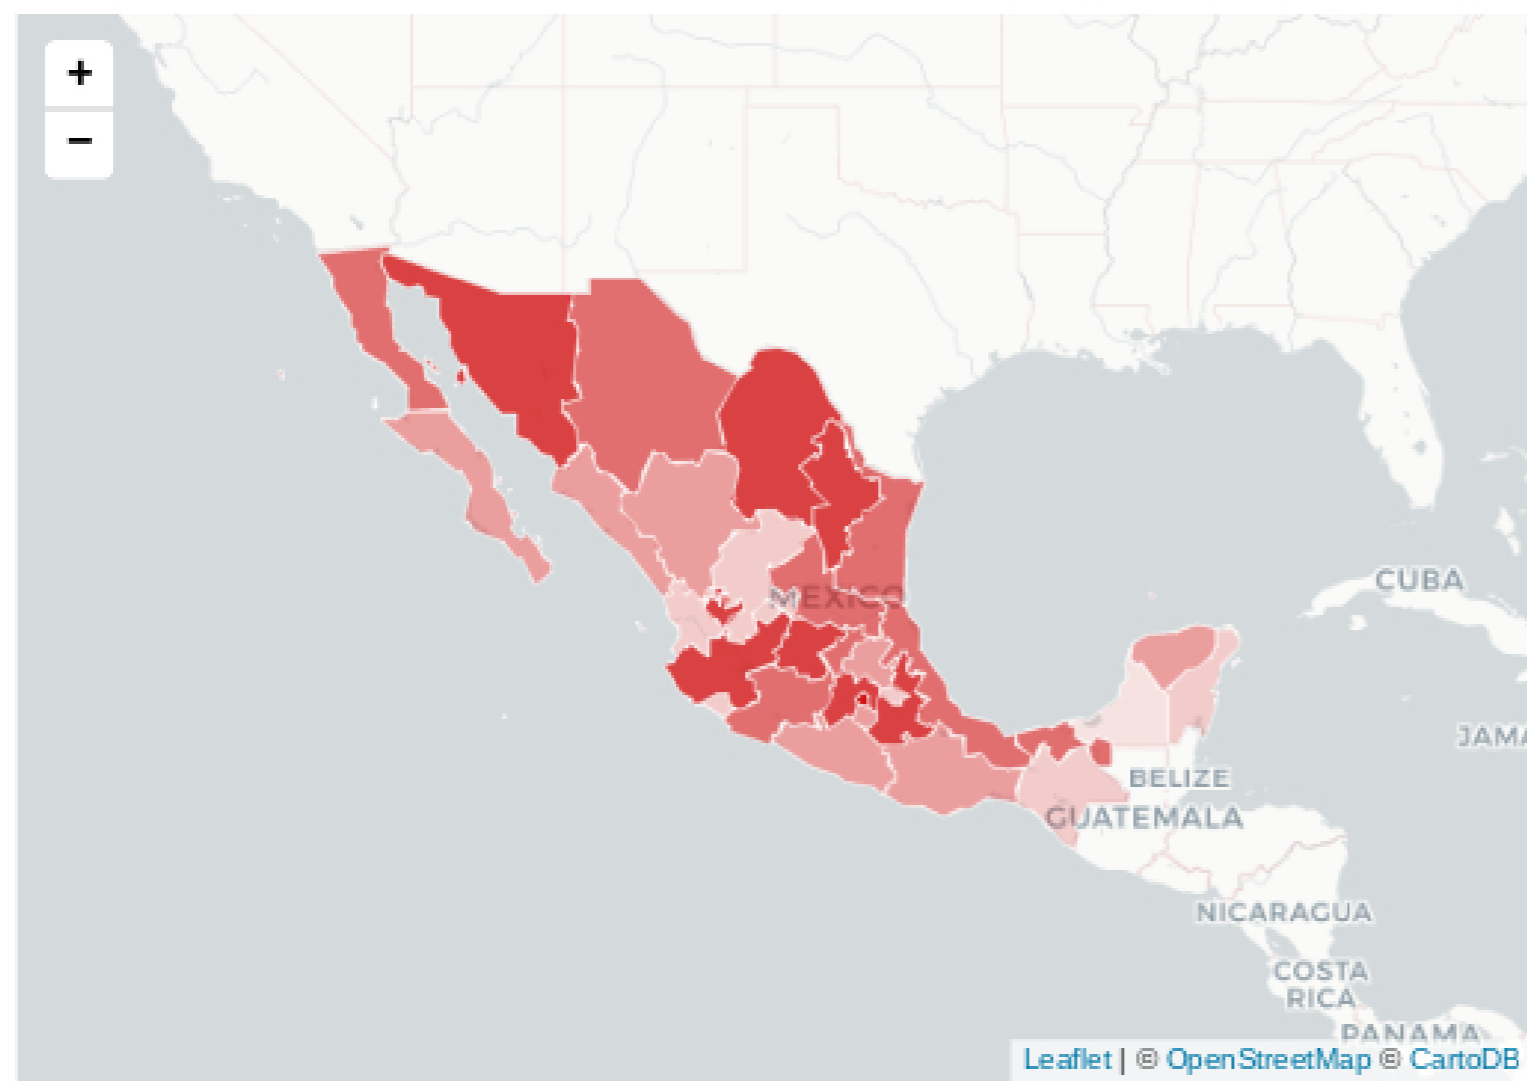 +
−
MEXICO
CUBA
JAMA
BELIZE
GUATEMALA
NICARAGUA
COSTA
RICA
PANAMA
Leaflet | © OpenStreetMap © CartoDB